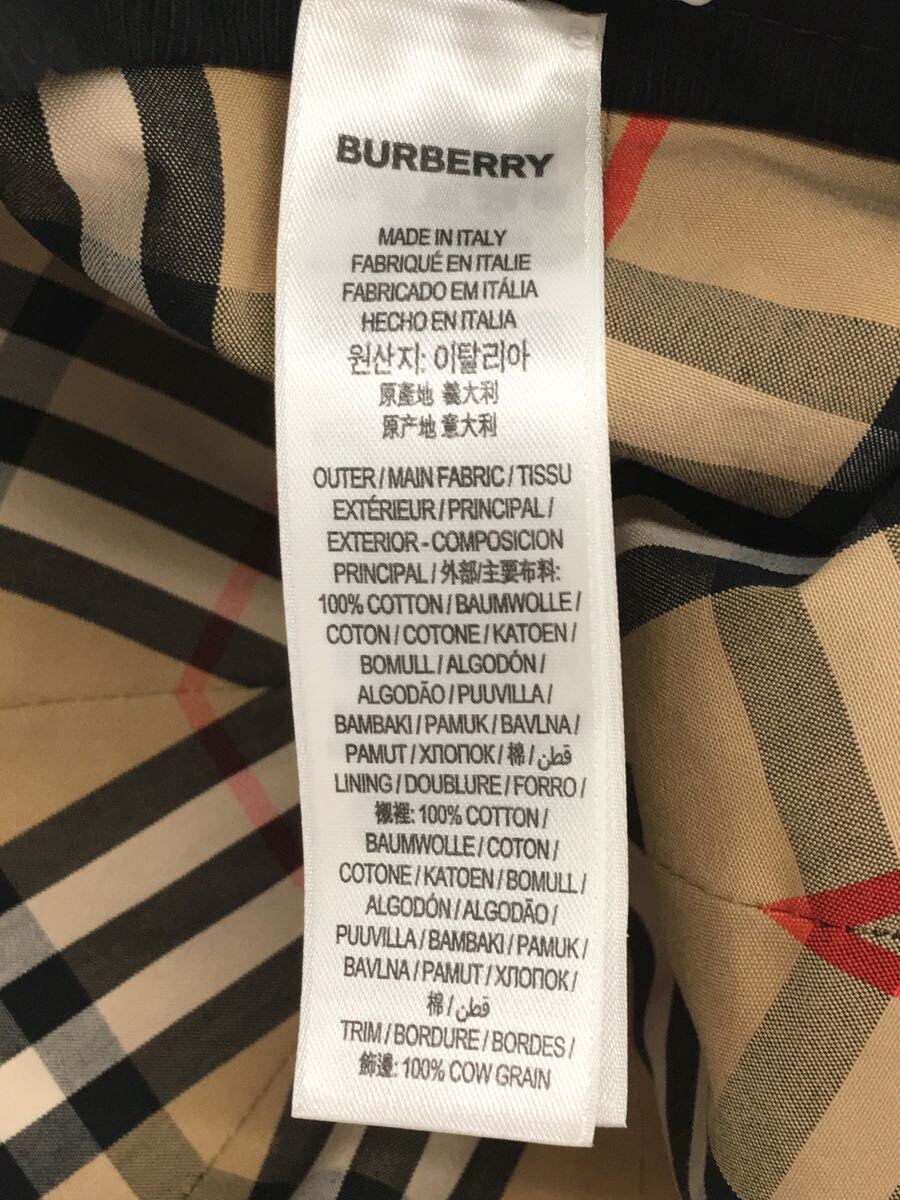 BURBERRY
MADE IN ITALY
FABRIQUÉ EN ITALIE
FABRICADO EM ITÁLIA
HECHO EN ITALIA
원산지: 이탈리아
原產地 義大利
原产地 意大利
OUTER / MAIN FABRIC / TISSU
EXTÉRIEUR / PRINCIPAL /
EXTERIOR - COMPOSICION
PRINCIPAL / 外部/主要布料:
100% COTTON / BAUMWOLLE /
COTON / COTONE / KATOEN /
BOMULL / ALGODÓN /
ALGODÃO / PUUVILLA /
BAMBAKI / PAMUK / BAVLNA /
PAMUT / ХЛОПОК / 棉 / قطن
LINING / DOUBLURE / FORRO /
襯裡: 100% COTTON /
BAUMWOLLE / COTON /
COTONE / KATOEN / BOMULL /
ALGODÓN / ALGODÃO /
PUUVILLA / BAMBAKI / PAMUK /
BAVLNA / PAMUT / ХЛОПОК /
棉 / قطن
TRIM / BORDURE / BORDES /
飾邊: 100% COW GRAIN